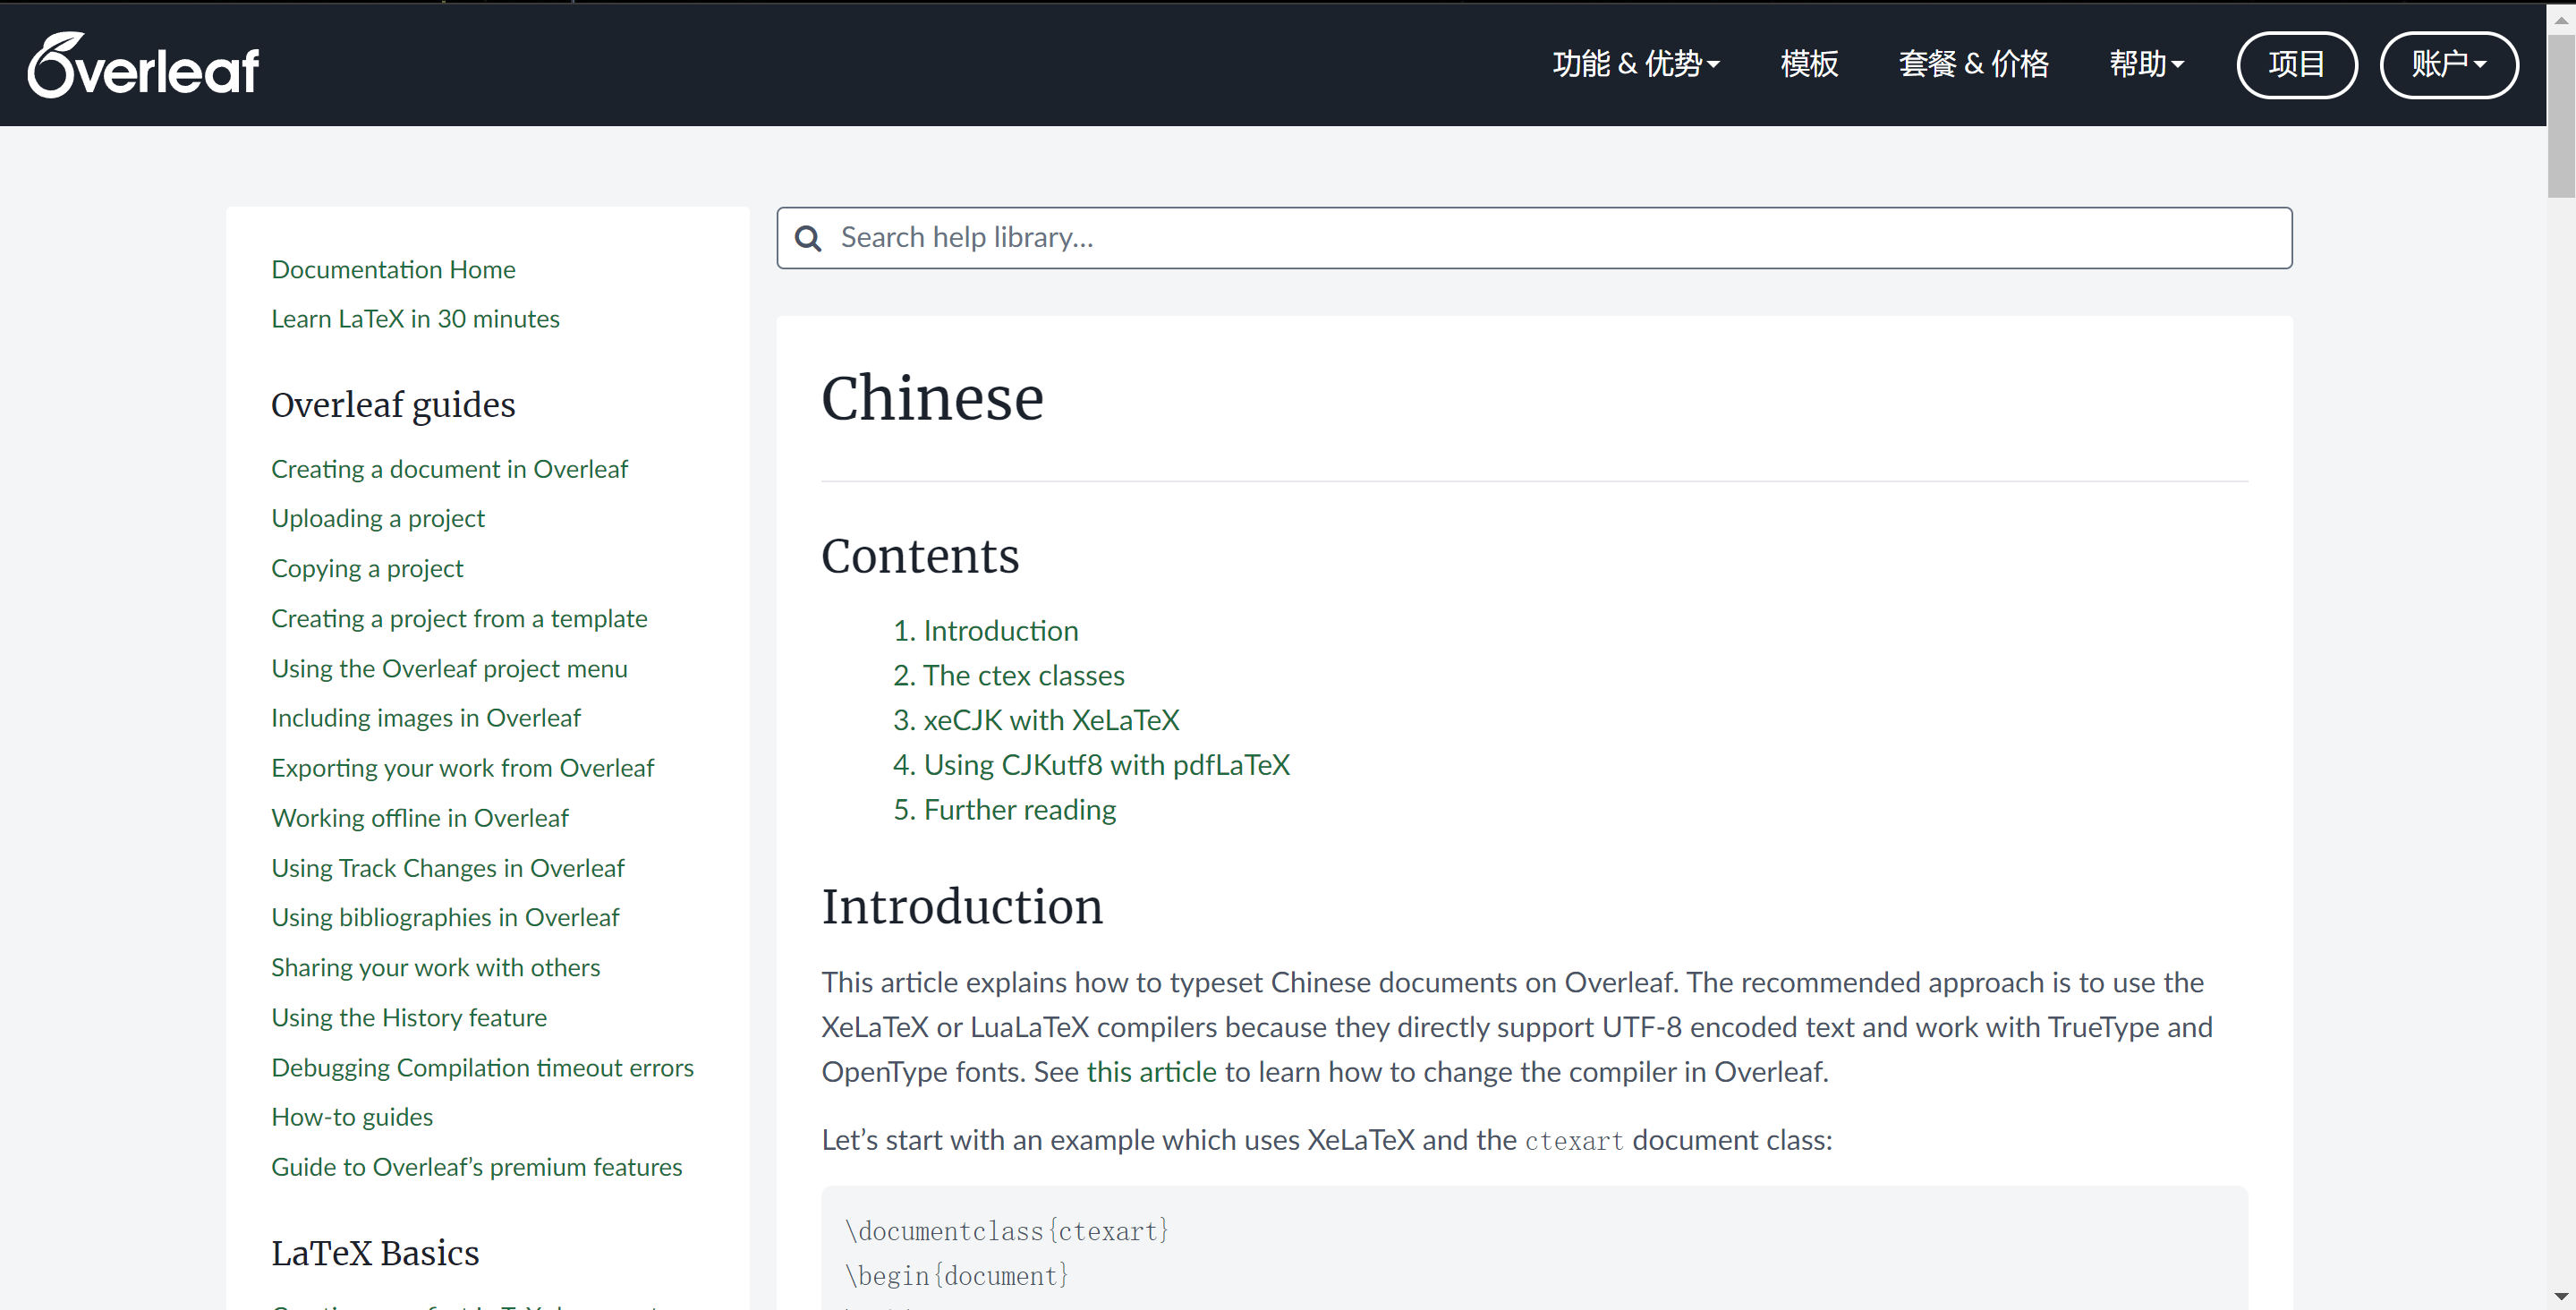 Overleaf
功能 & 优势
模板
套餐 & 价格
帮助
项目
账户
Documentation Home
Learn LaTeX in 30 minutes
Overleaf guides
Creating a document in Overleaf
Uploading a project
Copying a project
Creating a project from a template
Using the Overleaf project menu
Including images in Overleaf
Exporting your work from Overleaf
Working offline in Overleaf
Using Track Changes in Overleaf
Using bibliographies in Overleaf
Sharing your work with others
Using the History feature
Debugging Compilation timeout errors
How-to guides
Guide to Overleaf’s premium features
LaTeX Basics
Search help library...
Chinese
Contents
1. Introduction
2. The ctex classes
3. xeCJK with XeLaTeX
4. Using CJKutf8 with pdfLaTeX
5. Further reading
Introduction
This article explains how to typeset Chinese documents on Overleaf. The recommended approach is to use the
XeLaTeX or LuaLaTeX compilers because they directly support UTF-8 encoded text and work with TrueType and
OpenType fonts. See this article to learn how to change the compiler in Overleaf.
Let’s start with an example which uses XeLaTeX and the ctexart document class:
\documentclass{ctexart}
\begin{document}